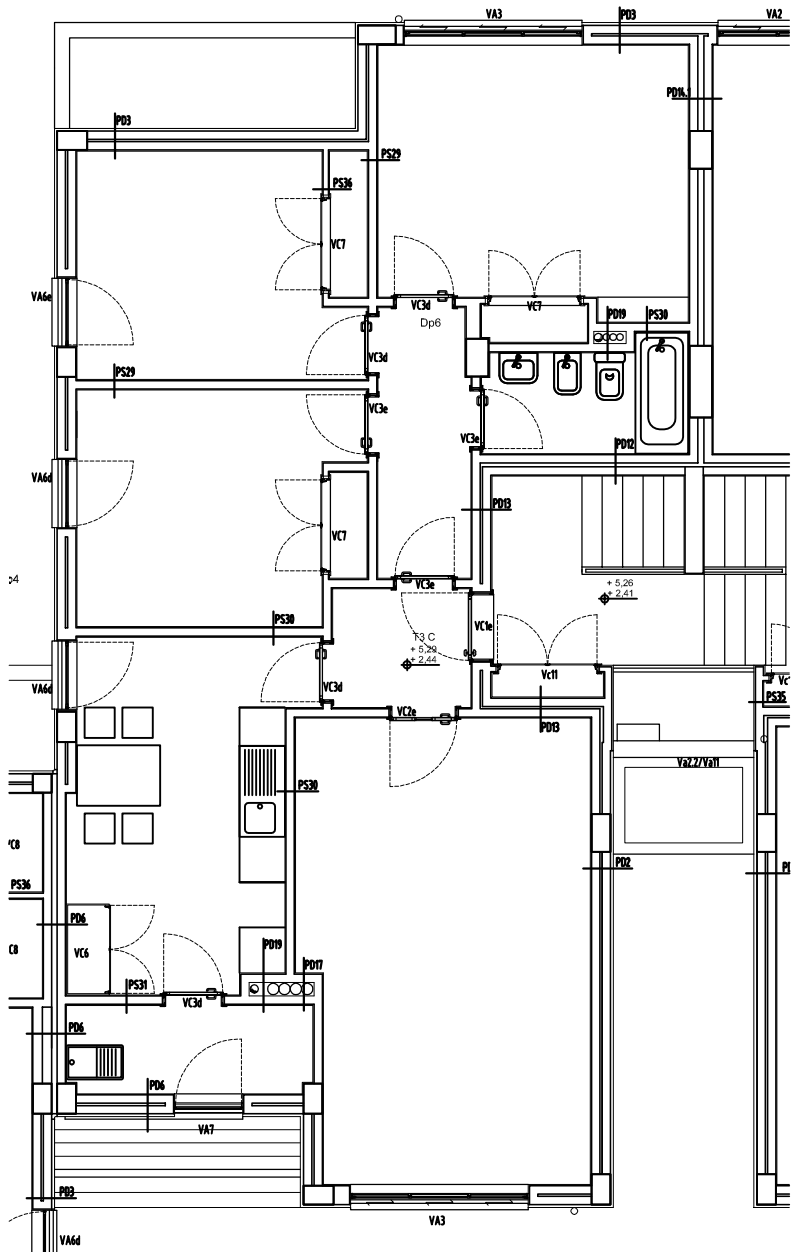 VA3
PD3
VA2
PD14.1
PD3
PS29
PS36
VC7
VA6e
VC3d
VC7
Dp6
PD19
PS30
VC3d
PS29
VC3e
VC3e
PD12
VA6d
PD13
VC7
VC3e
+ 5,26
+ 2,41
PS30
VC1e
T3 C
+ 5,29
+ 2,44
VA6d
VC3d
Vc11
PS35
VC2e
PD13
Va2.2/Va11
PS30
VC8
PS36
PD2
PD6
VC6
PD19
PD17
PS31
VC3d
PD6
PD6
VA7
PD3
VA3
VA6d